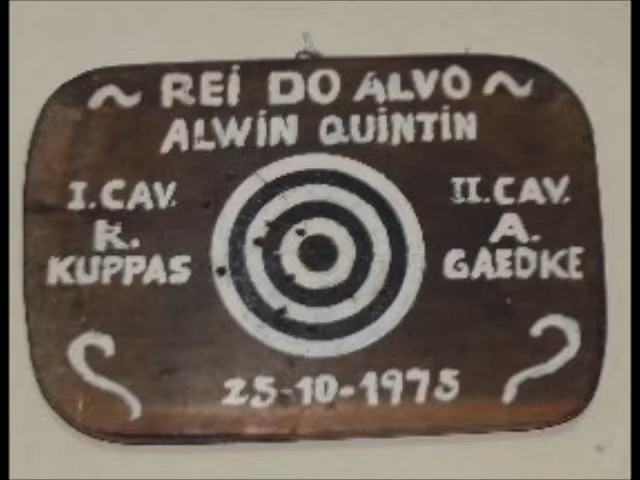 ~ REI DO ALVO ~
ALWIN QUINTIN
I. CAV.
R.
KUPPAS
II. CAV.
A.
GAEDKE
25-10-1975